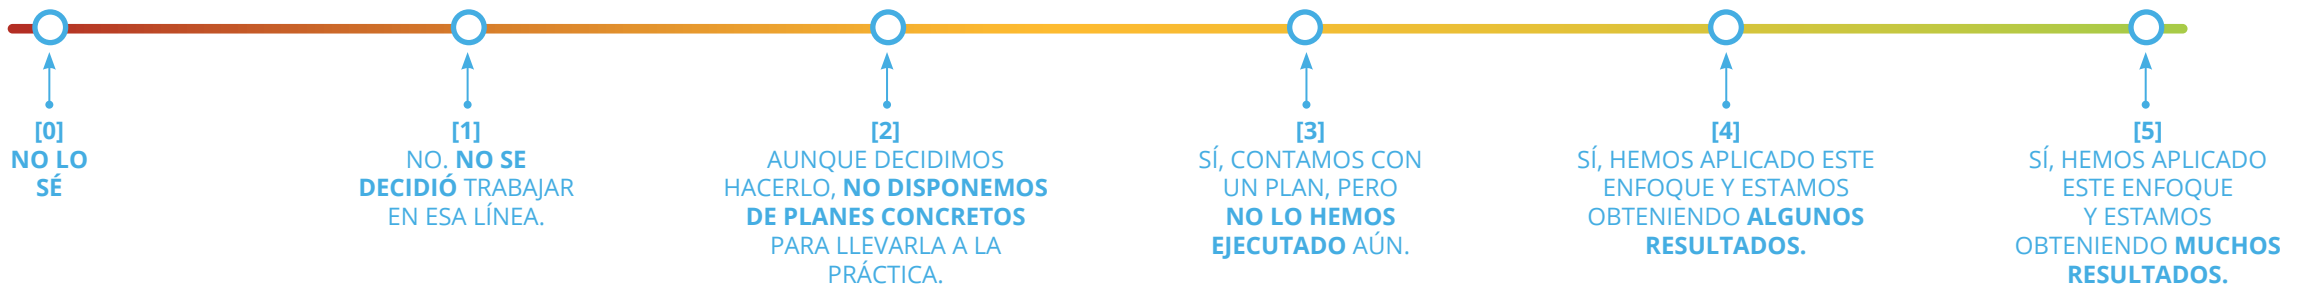 [0]
NO LO
SÉ
[1]
NO. NO SE
DECIDIÓ TRABAJAR
EN ESA LÍNEA.
[2]
AUNQUE DECIDIMOS
HACERLO, NO DISPONEMOS
DE PLANES CONCRETOS
PARA LLEVARLA A LA
PRÁCTICA.
[3]
SÍ, CONTAMOS CON
UN PLAN, PERO
NO LO HEMOS
EJECUTADO AÚN.
[4]
SÍ, HEMOS APLICADO ESTE
ENFOQUE Y ESTAMOS
OBTENIENDO ALGUNOS
RESULTADOS.
[5]
SÍ, HEMOS APLICADO
ESTE ENFOQUE
Y ESTAMOS
OBTENIENDO MUCHOS
RESULTADOS.